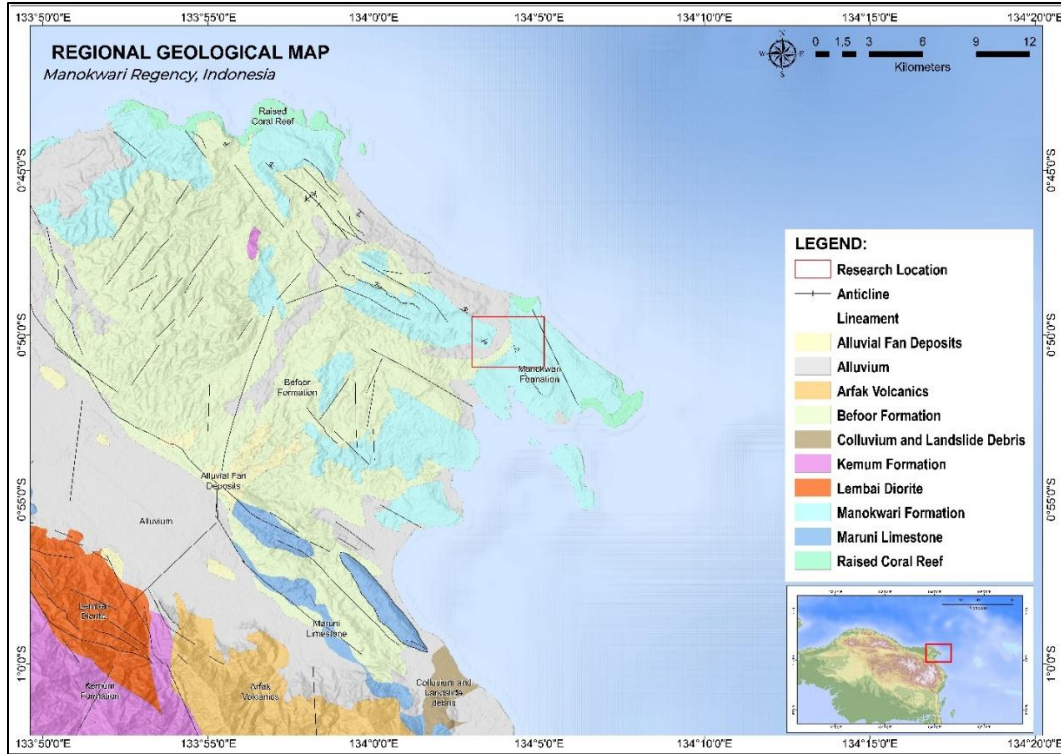 133°50'0"E
133°55'0"E
134°0'0"E
134°5'0"E
134°10'0"E
134°15'0"E
134°20'0"E
REGIONAL GEOLOGICAL MAP
Manokwari Regency, Indonesia
N
W
E
S
0
1,5
3
6
9
12
Kilometers
Raised
Coral Reef
0°45'0"S
0°45'0"S
0°50'0"S
0°50'0"S
Manokwari
Formation
Befoor
Formation
Alluvial Fan
Deposits
0°55'0"S
0°55'0"S
Alluvium
Lembai
Diorite
Maruni
Limestone
Kemum
Formation
Arfak
Volcanics
Colluvium and
Landslide
debris
1°0'0"S
1°0'0"S
LEGEND:
Research Location
Anticline
Lineament
Alluvial Fan Deposits
Alluvium
Arfak Volcanics
Befoor Formation
Colluvium and Landslide Debris
Kemum Formation
Lembai Diorite
Manokwari Formation
Maruni Limestone
Raised Coral Reef
133°50'0"E
133°55'0"E
134°0'0"E
134°5'0"E
134°10'0"E
134°15'0"E
134°20'0"E